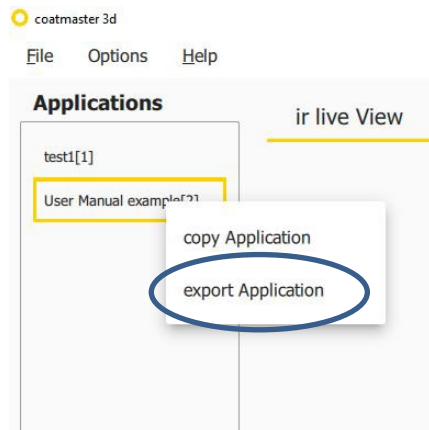 coatmaster 3d
File Options Help
Applications
ir live View
test1[1]
User Manual example[2]
copy Application
export Application